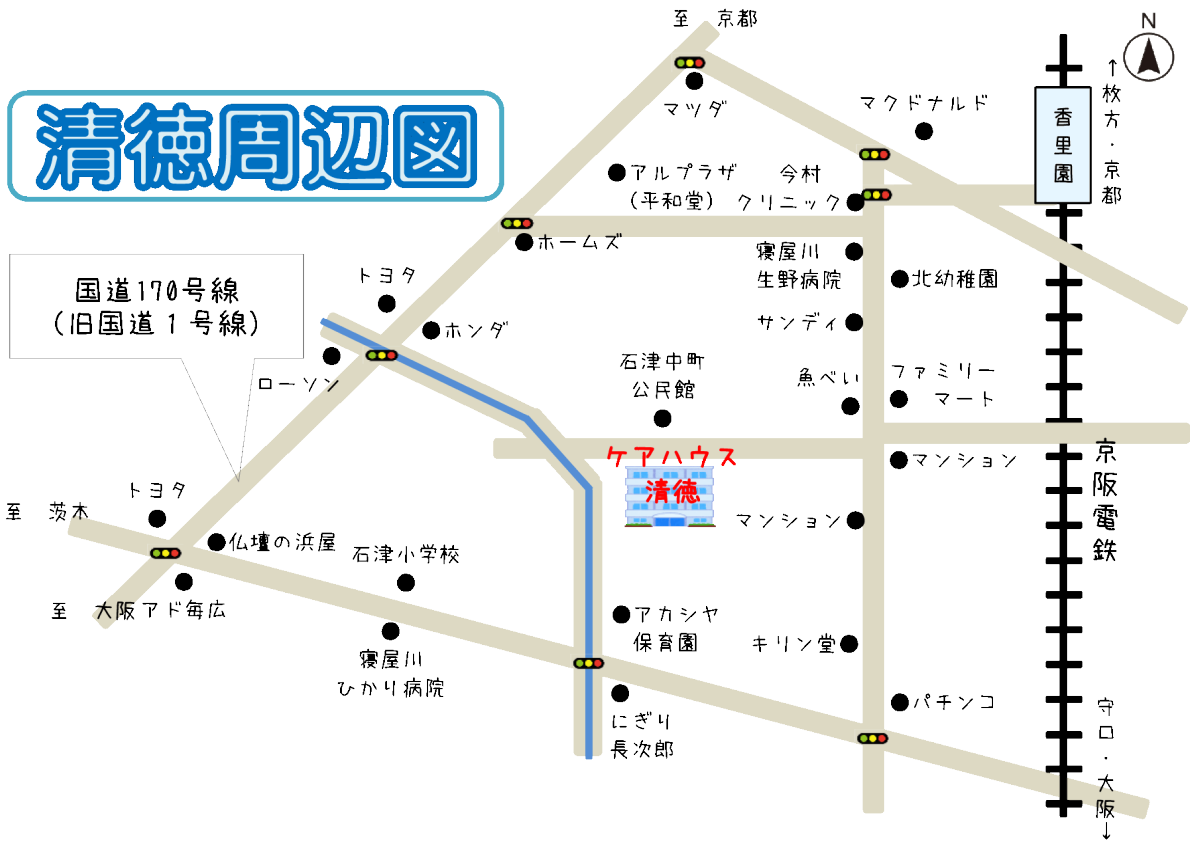 至 京都
N
清徳周辺図
マツダ
マクドナルド
↑枚方・京都
香里園
アルプラザ
(平和堂)
今村
クリニック
ホームズ
寝屋川
生野病院
北幼稚園
国道170号線
(旧国道1号線)
トヨタ
ホンダ
サンディ
ローソン
石津中町
公民館
魚べい
ファミリー
マート
ケアハウス
清徳
マンション
京阪電鉄
トヨタ
至 茨木
仏壇の浜屋
マンション
石津小学校
至 大阪
アド毎広
アカシヤ
保育園
キリン堂
寝屋川
ひかり病院
パチンコ
にぎり
長次郎
守口・大阪↓